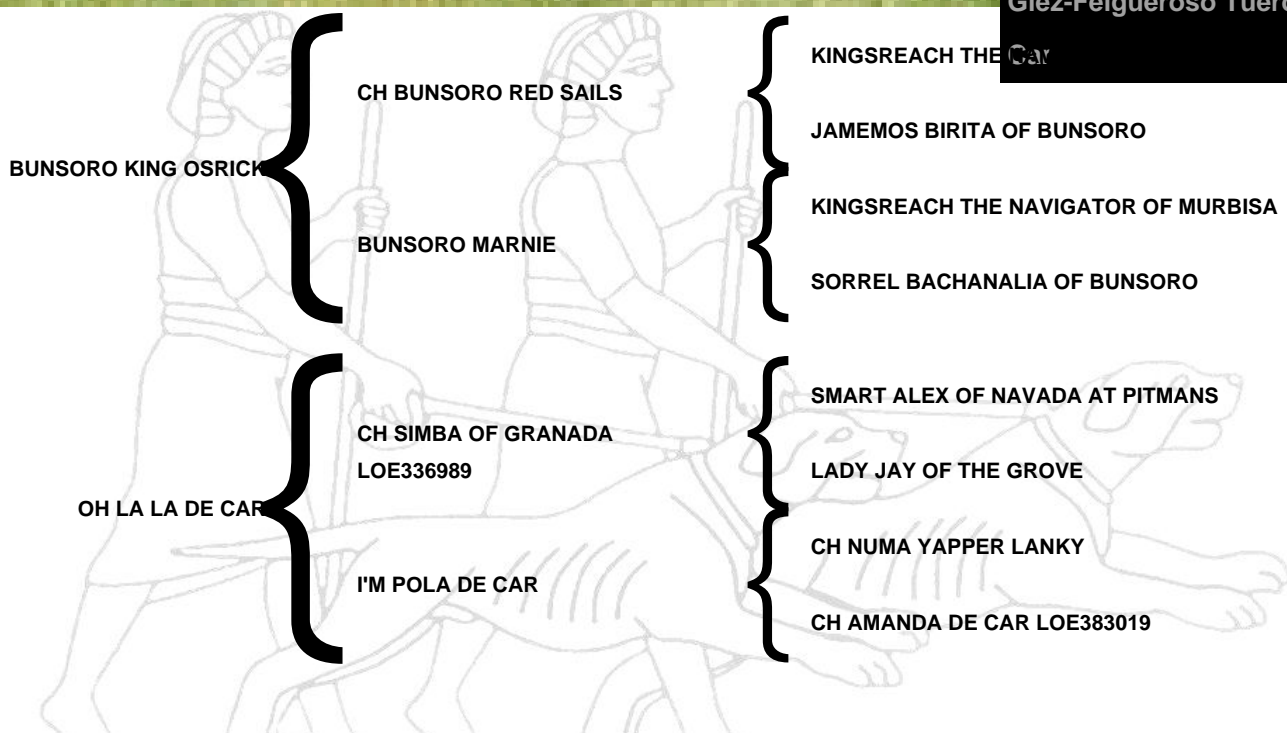 Glez-Felgueroso Tuero
KINGSREACH THE
CH BUNSORO RED SAILS
JAMEMOS BIRITA OF BUNSORO
BUNSORO KING OSRICK
KINGSREACH THE NAVIGATOR OF MURBISA
BUNSORO MARNIE
SORREL BACHANALIA OF BUNSORO
SMART ALEX OF NAVADA AT PITMANS
CH SIMBA OF GRANADA
LOE336989
LADY JAY OF THE GROVE
OH LA LA DE CAR
CH NUMA YAPPER LANKY
I'M POLA DE CAR
CH AMANDA DE CAR LOE383019